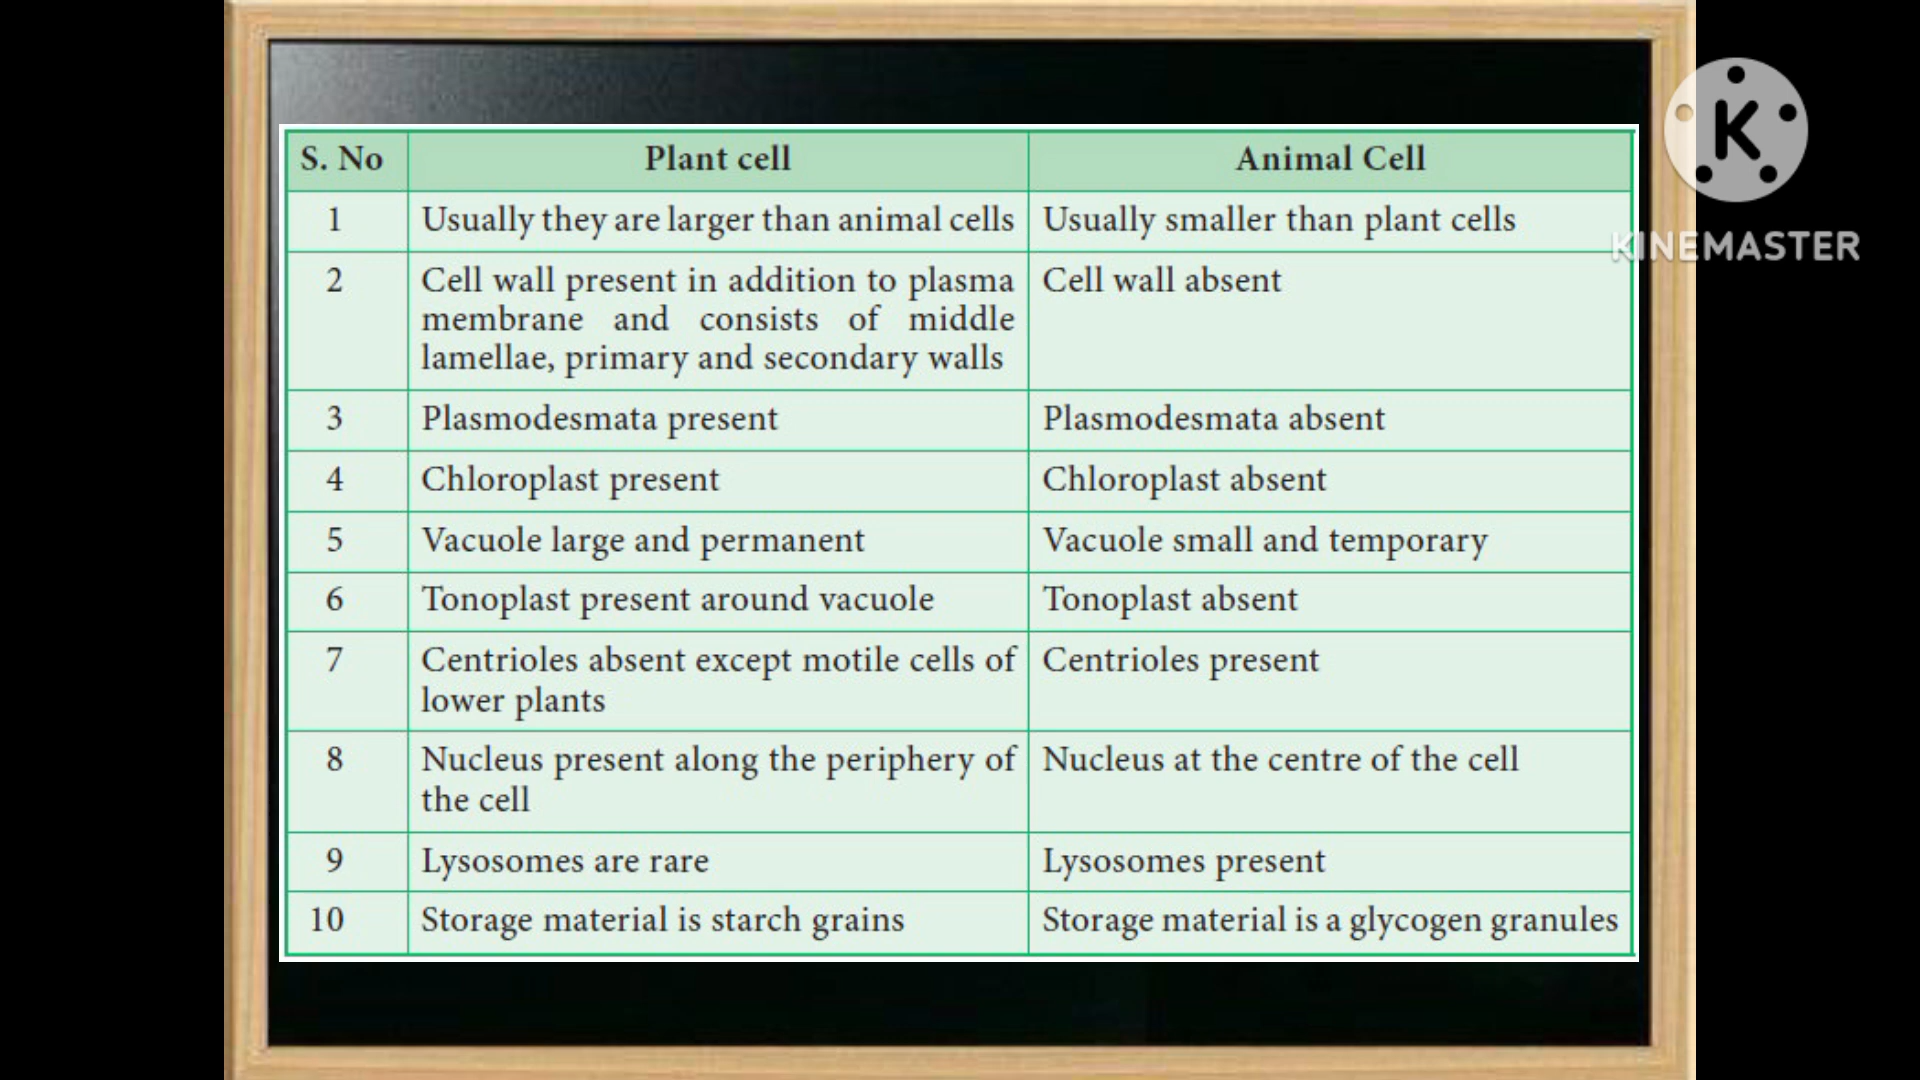 S. No Plant cell Animal Cell
1 Usually they are larger than animal cells Usually smaller than plant cells
2 Cell wall present in addition to plasma Cell wall absent
membrane and consists of middle
lamellae, primary and secondary walls
3 Plasmodesmata present Plasmodesmata absent
4 Chloroplast present Chloroplast absent
5 Vacuole large and permanent Vacuole small and temporary
6 Tonoplast present around vacuole Tonoplast absent
7 Centrioles absent except motile cells of Centrioles present
lower plants
8 Nucleus present along the periphery of Nucleus at the centre of the cell
the cell
9 Lysosomes are rare Lysosomes present
10 Storage material is starch grains Storage material is a glycogen granules
K
KINEMASTER